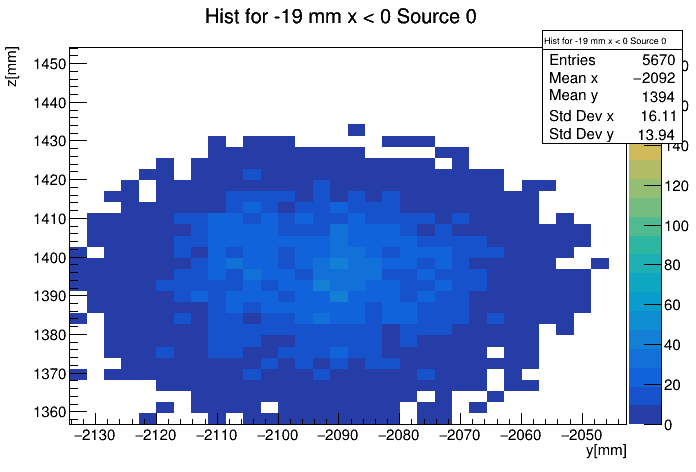 Hist for -19 mm x < 0 Source 0
z[mm]
Hist for -19 mm x < 0 Source 0
Entries 5670
Mean x −2092
Mean y 1394
Std Dev x 16.11
Std Dev y 13.94
1450
1440
1430
1420
1410
1400
1390
1380
1370
1360
0
0
140
120
100
80
60
40
20
0
−2130 −2120 −2110 −2100 −2090 −2080 −2070 −2060 −2050
y[mm]